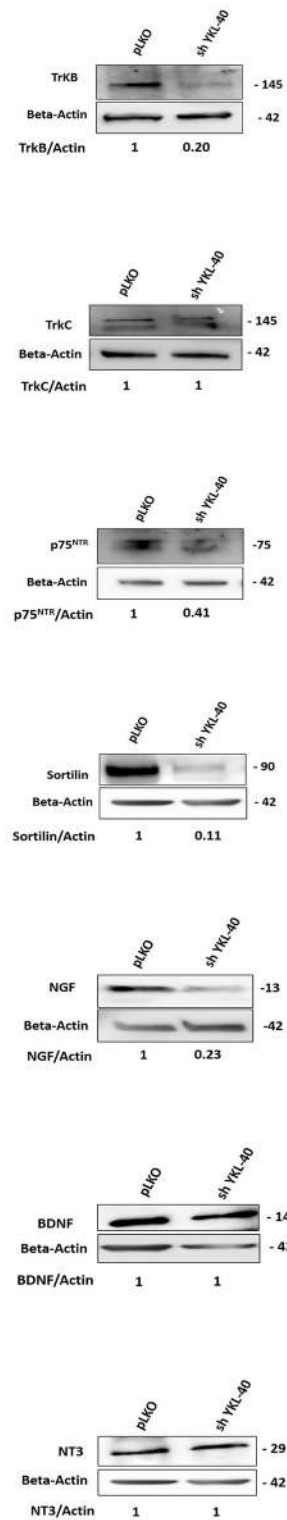 pLKO sh YKL-40
TrKB - 145
Beta-Actin - 42
TrkB/Actin 1 0.20
pLKO sh YKL-40
TrkC - 145
Beta-Actin - 42
TrkC/Actin 1 1
pLKO sh YKL-40
p75ᴺᵀᴿ -75
Beta-Actin - 42
p75ᴺᵀᴿ/Actin 1 0.41
pLKO sh YKL-40
Sortilin - 90
Beta-Actin - 42
Sortilin/Actin 1 0.11
pLKO sh YKL-40
NGF -13
Beta-Actin -42
NGF/Actin 1 0.23
pLKO sh YKL-40
BDNF - 14
Beta-Actin
BDNF/Actin 1 1
pLKO sh YKL-40
NT3 - 29
Beta-Actin - 42
NT3/Actin 1 1